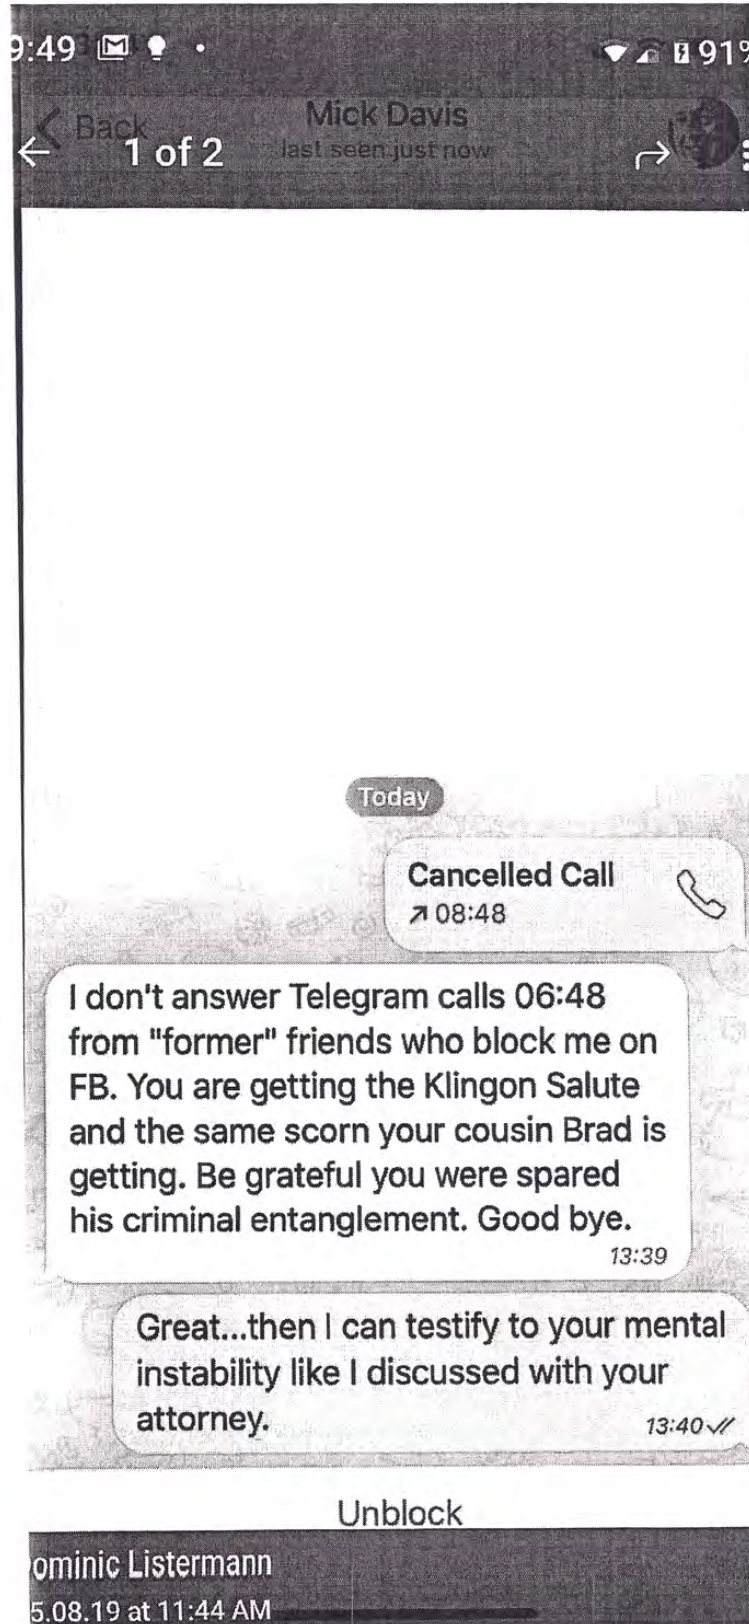 9:49
91%
Back
Mick Davis
1 of 2
last seen just now
Today
Cancelled Call
08:48
I don't answer Telegram calls 06:48
from "former" friends who block me on
FB. You are getting the Klingon Salute
and the same scorn your cousin Brad is
getting. Be grateful you were spared
his criminal entanglement. Good bye.
13:39
Great...then I can testify to your mental
instability like I discussed with your
attorney.
13:40
Unblock
ominic Listermann
5.08.19 at 11:44 AM